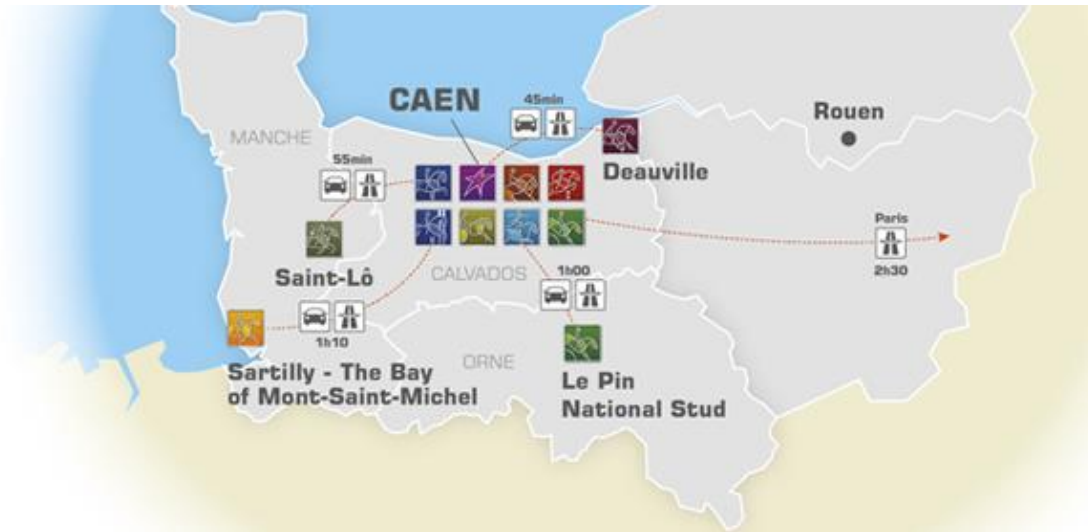 CAEN
45min
Rouen
MANCHE
55min
Deauville
Paris
2h30
Saint-Lô
CALVADOS
1h00
1h10
ORNE
Sartilly - The Bay
of Mont-Saint-Michel
Le Pin
National Stud